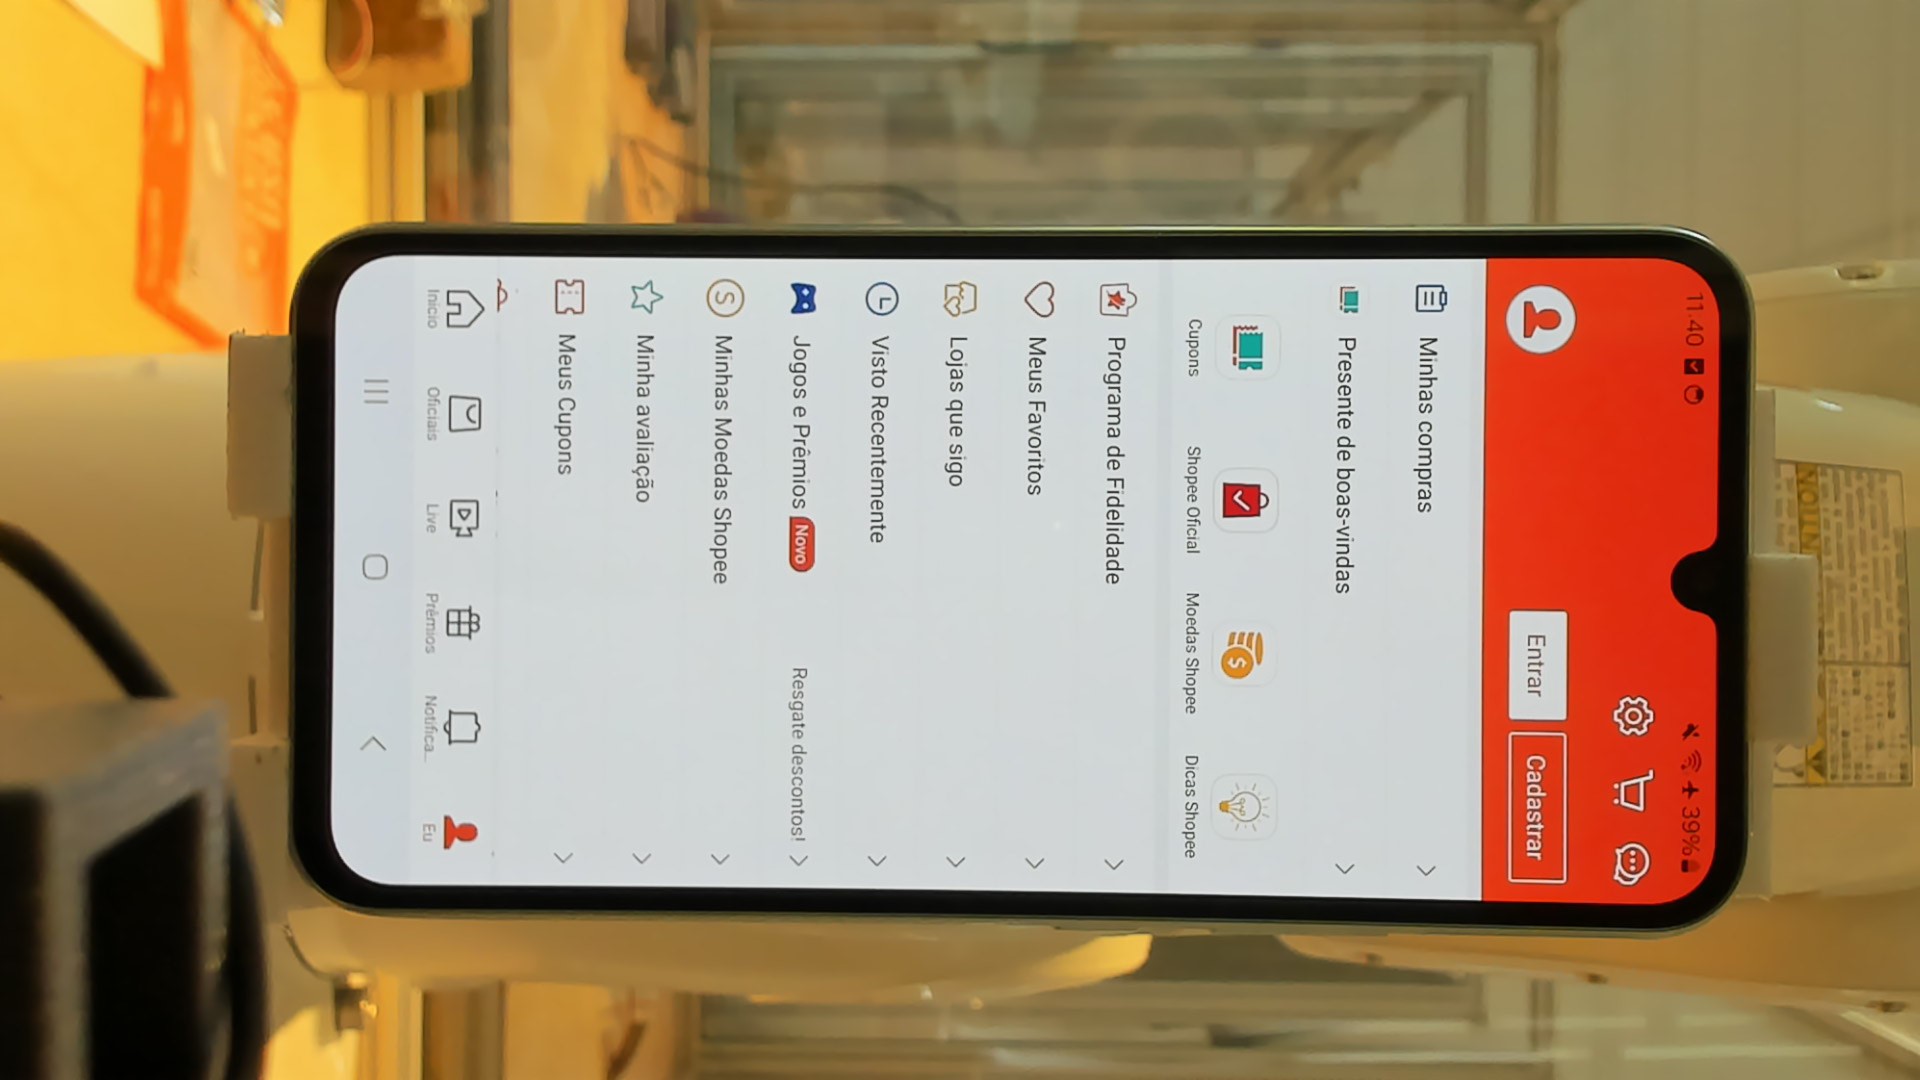 11.40
39%
Entrar
Cadastrar
Minhas compras
Presente de boas-vindas
Cupons
Shopee Oficial
Moedas Shopee
Dicas Shopee
Programa de Fidelidade
Meus Favoritos
Lojas que sigo
Visto Recentemente
Jogos e Prêmios Novo Resgate descontos!
Minhas Moedas Shopee
Minha avaliação
Meus Cupons
Início
Oficiais
Live
Prêmios
Notifica...
Eu